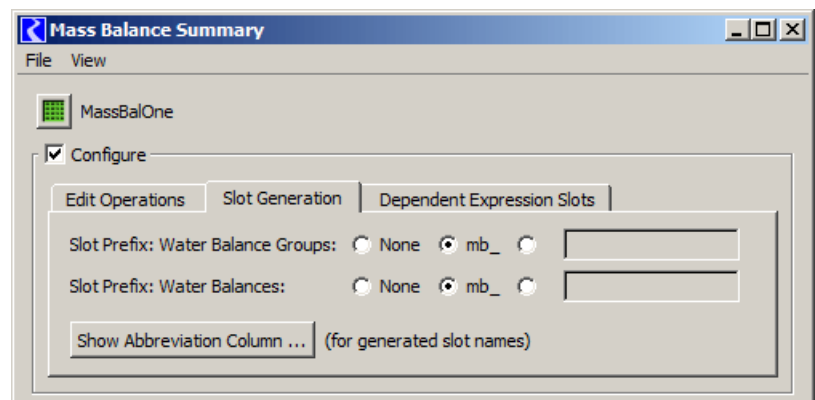 Mass Balance Summary
File View
MassBalOne
Configure
Edit Operations Slot Generation Dependent Expression Slots
Slot Prefix: Water Balance Groups: None mb_
Slot Prefix: Water Balances: None mb_
Show Abbreviation Column ... (for generated slot names)